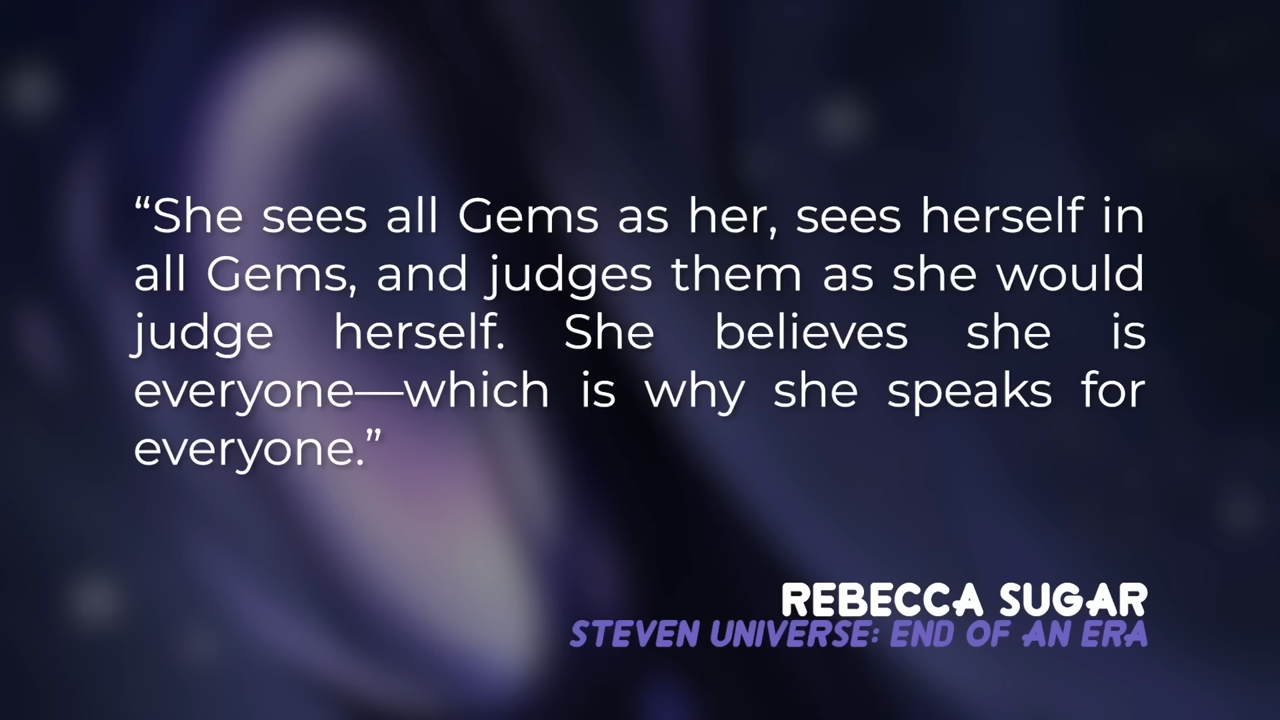 “She sees all Gems as her, sees herself in
all Gems, and judges them as she would
judge herself. She believes she is
everyone—which is why she speaks for
everyone.”
REBECCA SUGAR
STEVEN UNIVERSE: END OF AN ERA